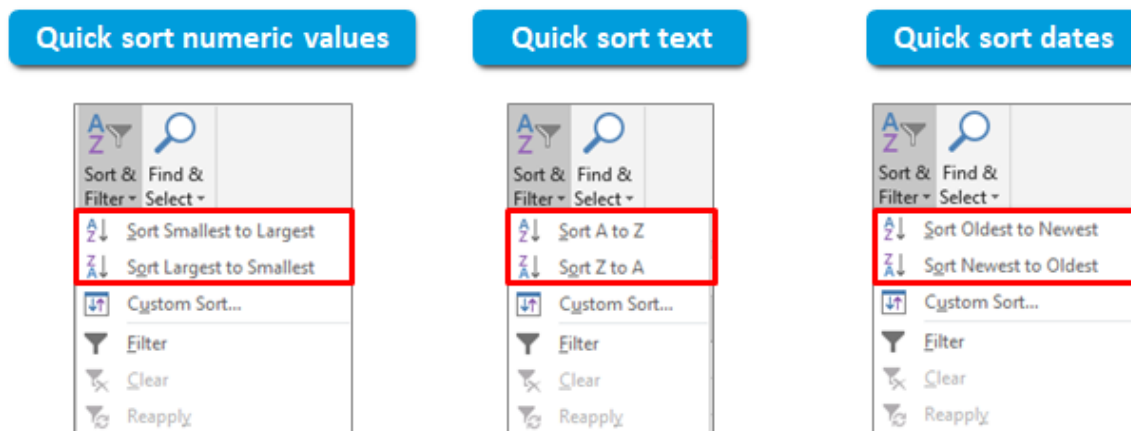 Quick sort numeric values
Sort & Find &
Filter Select
Sort Smallest to Largest
Sort Largest to Smallest
Custom Sort...
Filter
Clear
Reapply
Quick sort text
Sort & Find &
Filter Select
Sort A to Z
Sort Z to A
Custom Sort...
Filter
Clear
Reapply
Quick sort dates
Sort & Find &
Filter Select
Sort Oldest to Newest
Sort Newest to Oldest
Custom Sort...
Filter
Clear
Reapply